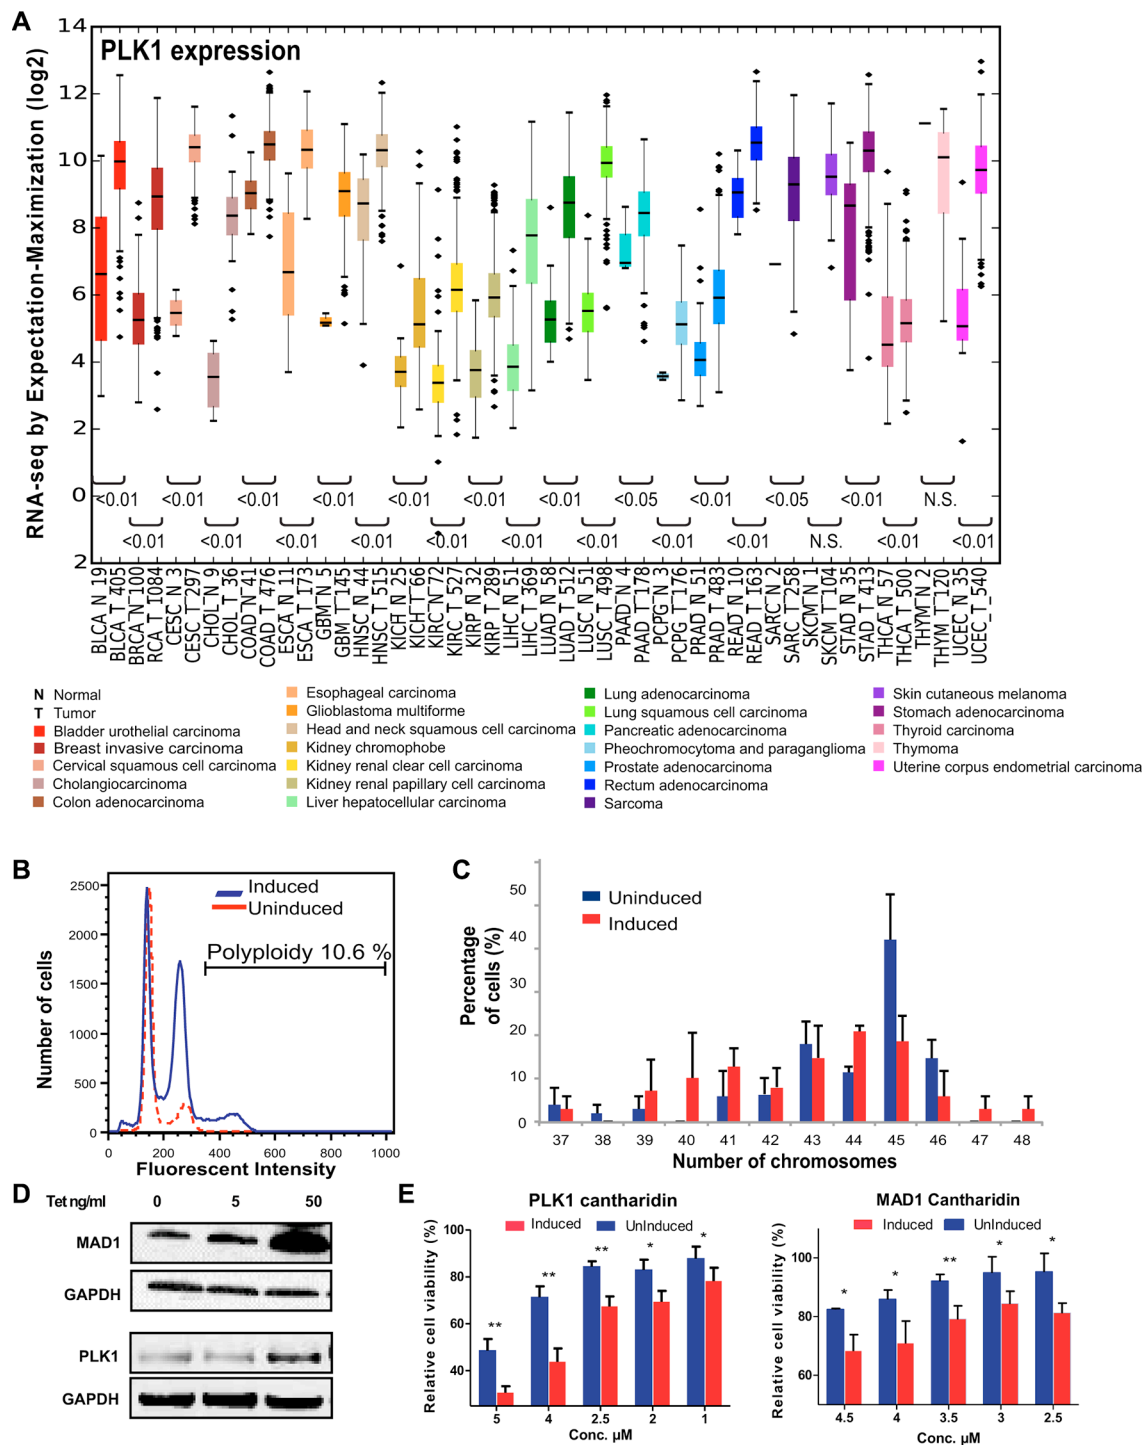 A
PLK1 expression
RNA-seq by Expectation-Maximization (log2)
14
12
10
8
6
4
2
0
2
<0.01 <0.01 <0.01 <0.01 <0.01 <0.01 <0.01 <0.05 <0.01 <0.05 <0.01 N.S.
<0.01 <0.01 <0.01 <0.01 <0.01 <0.01 <0.01 <0.01 <0.01 N.S. <0.01 <0.01
BLCA_N_19
BLCA_T_405
BRCA_N_100
RCA_T_1084
CESC_N_3
CESC_T_297
CHOL_N_9
CHOL_T_36
COAD_N_41
COAD_T_476
ESCA_N_11
ESCA_T_173
GBM_N_5
GBM_T_145
HNSC_N_44
HNSC_T_515
KICH_N_25
KICH_T_66
KIRC_N_72
KIRC_T_527
KIRP_N_32
KIRP_T_289
LIHC_N_51
LIHC_T_369
LUAD_N_58
LUAD_T_512
LUSC_N_51
LUSC_T_498
PAAD_N_4
PAAD_T_178
PCPG_N_3
PCPG_T_176
PRAD_N_51
PRAD_T_483
READ_N_10
READ_T_163
SARC_N_2
SARC_T_258
SKCM_N_1
SKCM_T_104
STAD_N_35
STAD_T_413
THCA_N_57
THCA_T_500
THYM_N_2
THYM_T_120
UCEC_N_35
UCEC_T_540
N Normal
T Tumor
Bladder urothelial carcinoma
Breast invasive carcinoma
Cervical squamous cell carcinoma
Cholangiocarcinoma
Colon adenocarcinoma
Esophageal carcinoma
Glioblastoma multiforme
Head and neck squamous cell carcinoma
Kidney chromophobe
Kidney renal clear cell carcinoma
Kidney renal papillary cell carcinoma
Liver hepatocellular carcinoma
Lung adenocarcinoma
Lung squamous cell carcinoma
Pancreatic adenocarcinoma
Pheochromocytoma and paraganglioma
Prostate adenocarcinoma
Rectum adenocarcinoma
Sarcoma
Skin cutaneous melanoma
Stomach adenocarcinoma
Thyroid carcinoma
Thymoma
Uterine corpus endometrial carcinoma
B
Number of cells
2500
2000
1500
1000
500
0
Induced
Uninduced
Polyploidy 10.6 %
0 200 400 600 800 1000
Fluorescent Intensity
C
Percentage
of cells (%)
50
40
30
20
10
0
Uninduced
Induced
37 38 39 40 41 42 43 44 45 46 47 48
Number of chromosomes
D
Tet ng/ml 0 5 50
MAD1
GAPDH
PLK1
GAPDH
E
PLK1 cantharidin
Induced UnInduced
Relative cell viability (%)
100
80
60
40
** ** ** * *
5 4 2.5 2 1
Conc. µM
MAD1 Cantharidin
Induced UnInduced
Relative cell viability (%)
100
80
60
* * ** * *
4.5 4 3.5 3 2.5
Conc. µM